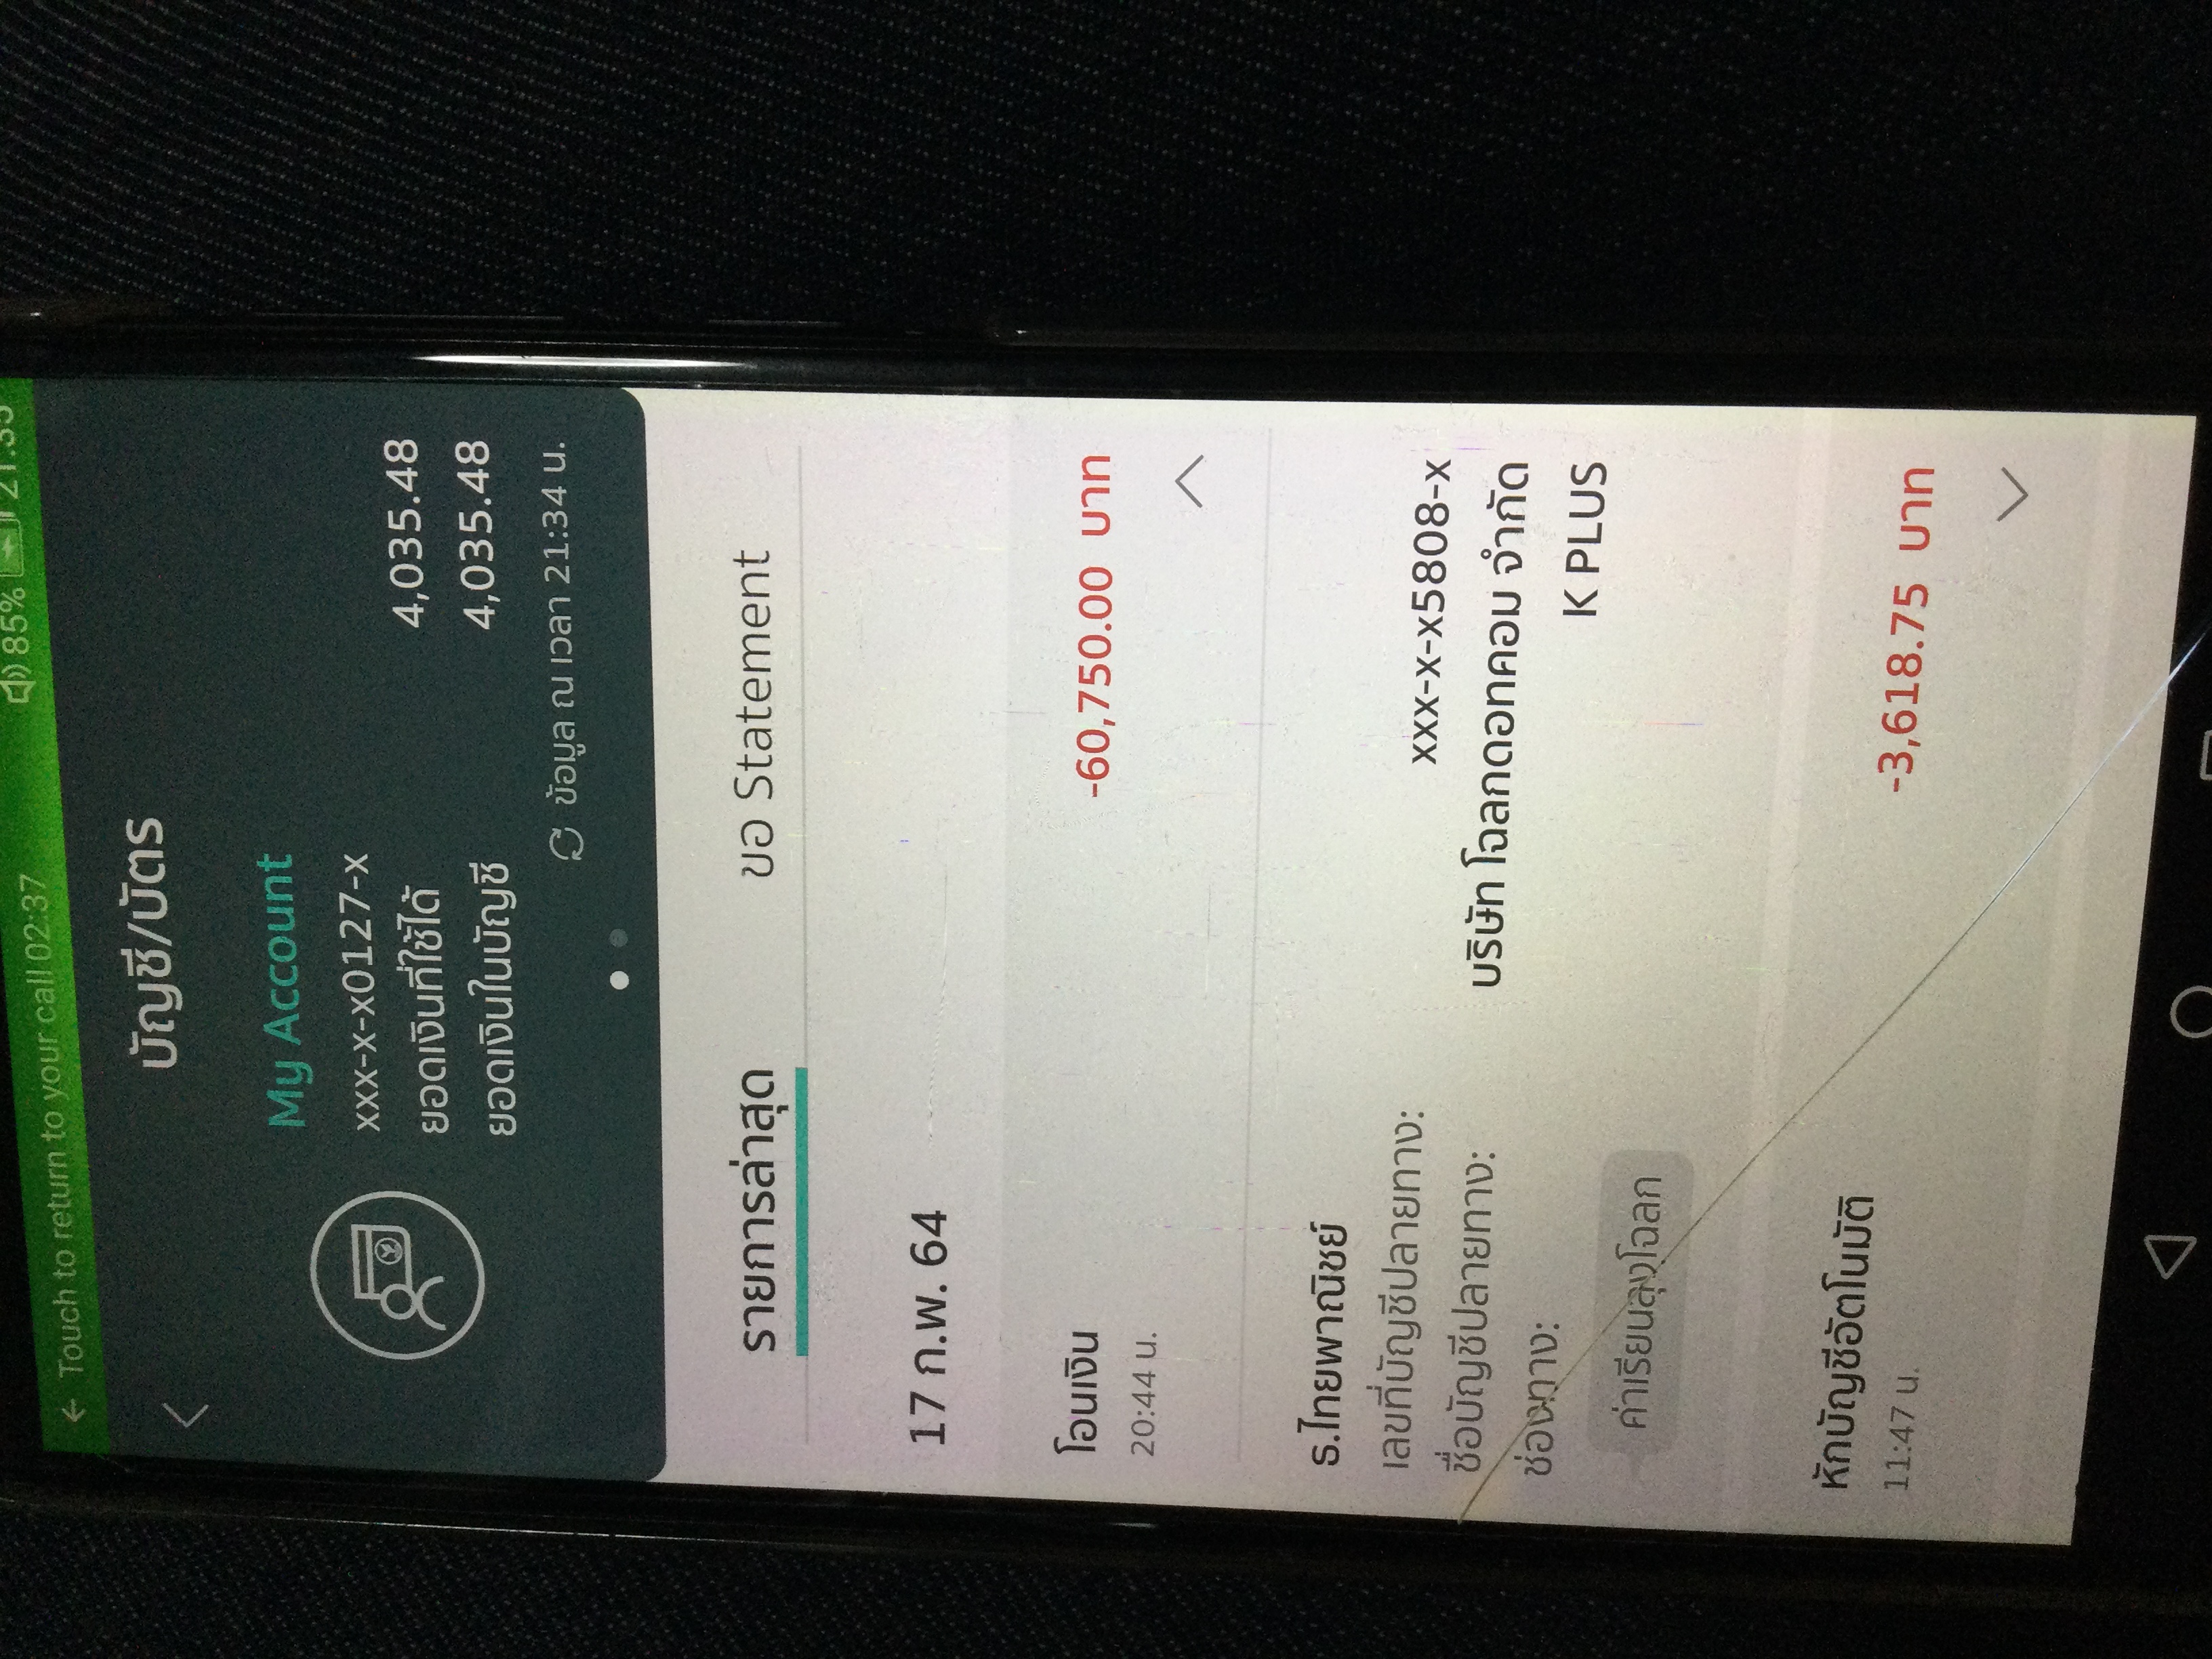 ← Touch to return to your call 02:37
85%
บัญชี/บัตร
My Account
xxx-x-x0127-x
ยอดเงินที่ใช้ได้ 4,035.48
ยอดเงินในบัญชี 4,035.48
ข้อมูล ณ เวลา 21:34 น.
รายการล่าสุด ขอ Statement
17 ก.พ. 64
โอนเงิน -60,750.00 บาท
20:44 น.
ธ.ไทยพาณิชย์
เลขที่บัญชีปลายทาง: xxx-x-x5808-x
ชื่อบัญชีปลายทาง: บริษัท โฉลกดอทคอม จำกัด
ช่องทาง: K PLUS
ค่าเรียนลุงโฉลก
หักบัญชีอัตโนมัติ -3,618.75 บาท
11:47 น.